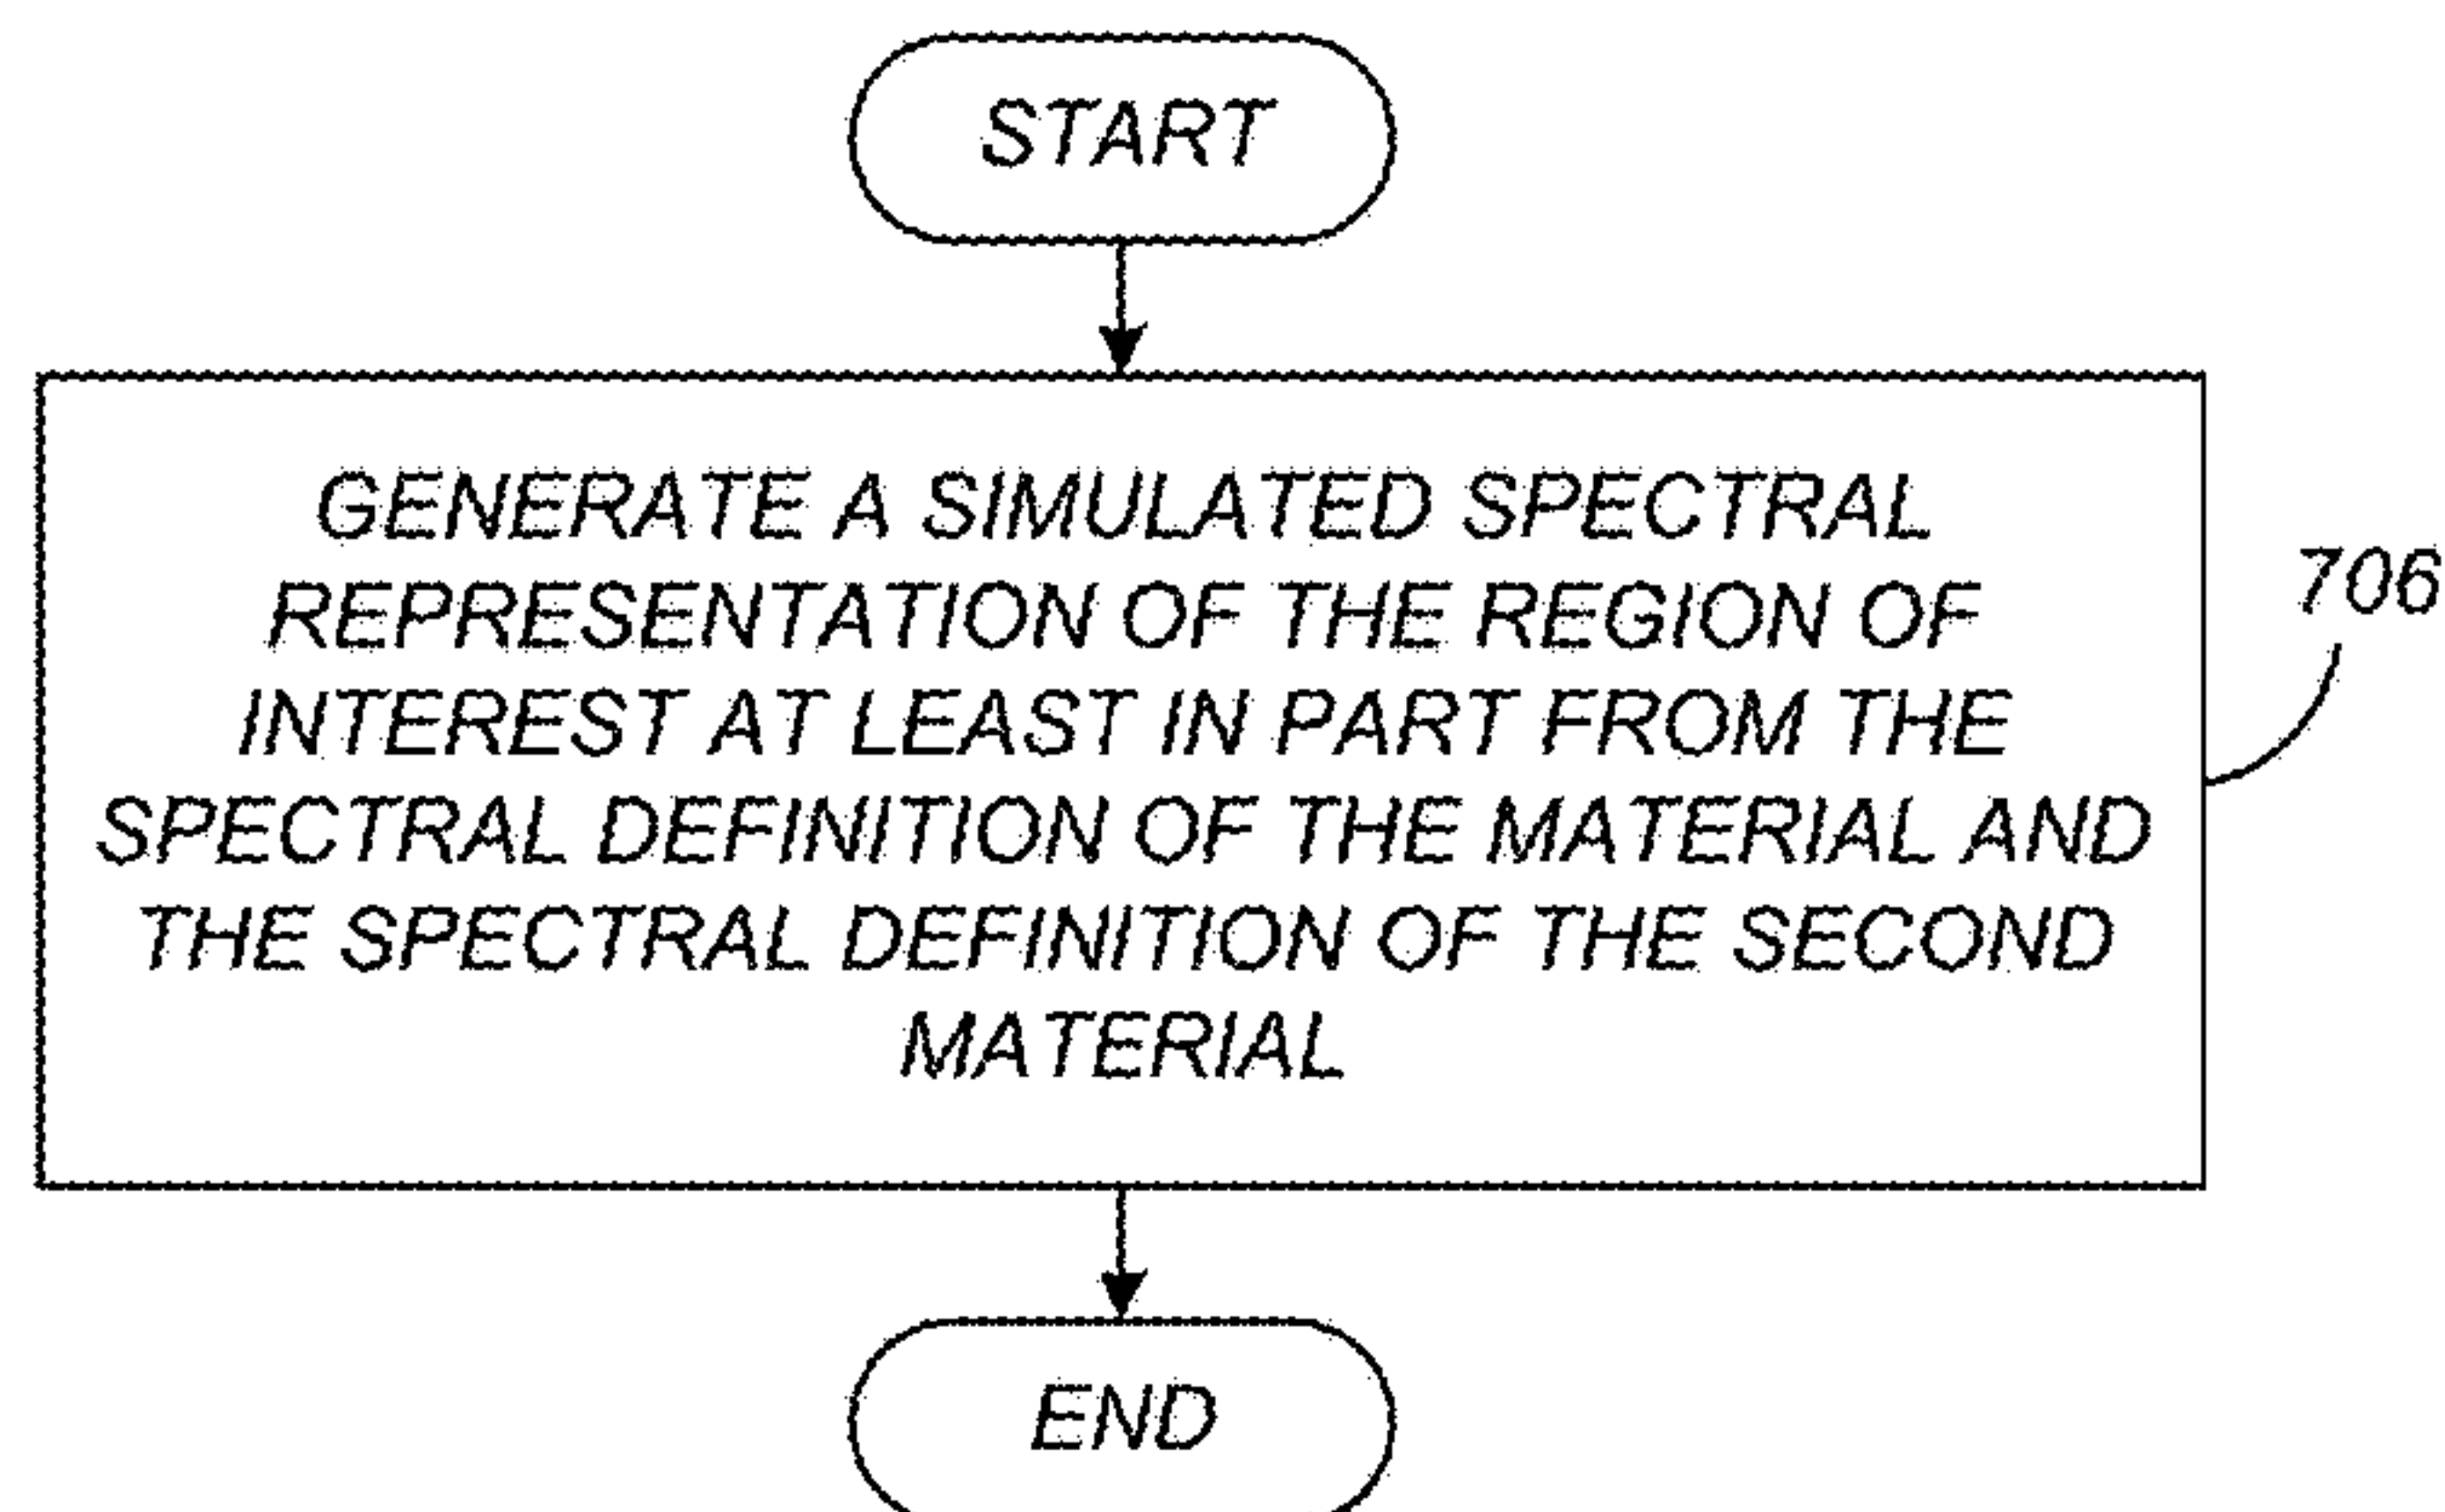 START
GENERATE A SIMULATED SPECTRAL
REPRESENTATION OF THE REGION OF
INTEREST AT LEAST IN PART FROM THE
SPECTRAL DEFINITION OF THE MATERIAL AND
THE SPECTRAL DEFINITION OF THE SECOND
MATERIAL
706
END